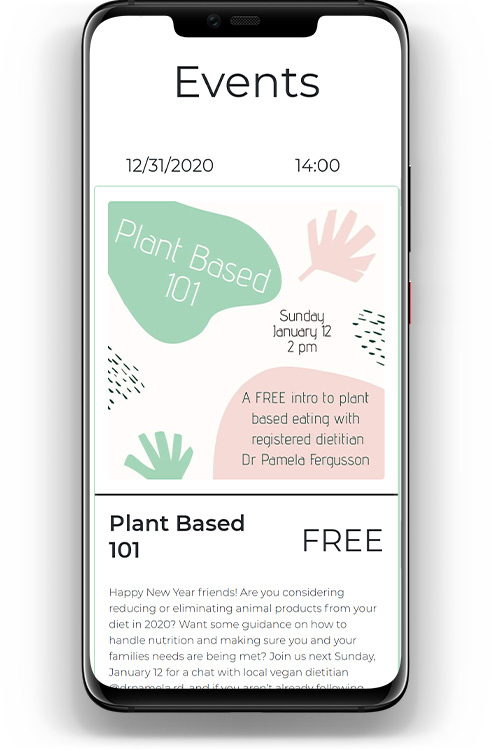 Events
12/31/2020 14:00
Plant Based
101
Sunday
January 12
2 pm
A FREE intro to plant
based eating with
registered dietitian
Dr Pamela Fergusson
Plant Based
101
FREE
Happy New Year friends! Are you considering
reducing or eliminating animal products from your
diet in 2020? Want some guidance on how to
handle nutrition and making sure you and your
families needs are being met? Join us next Sunday,
January 12 for a chat with local vegan dietitian
@drpamela.rd, and if you aren't already following